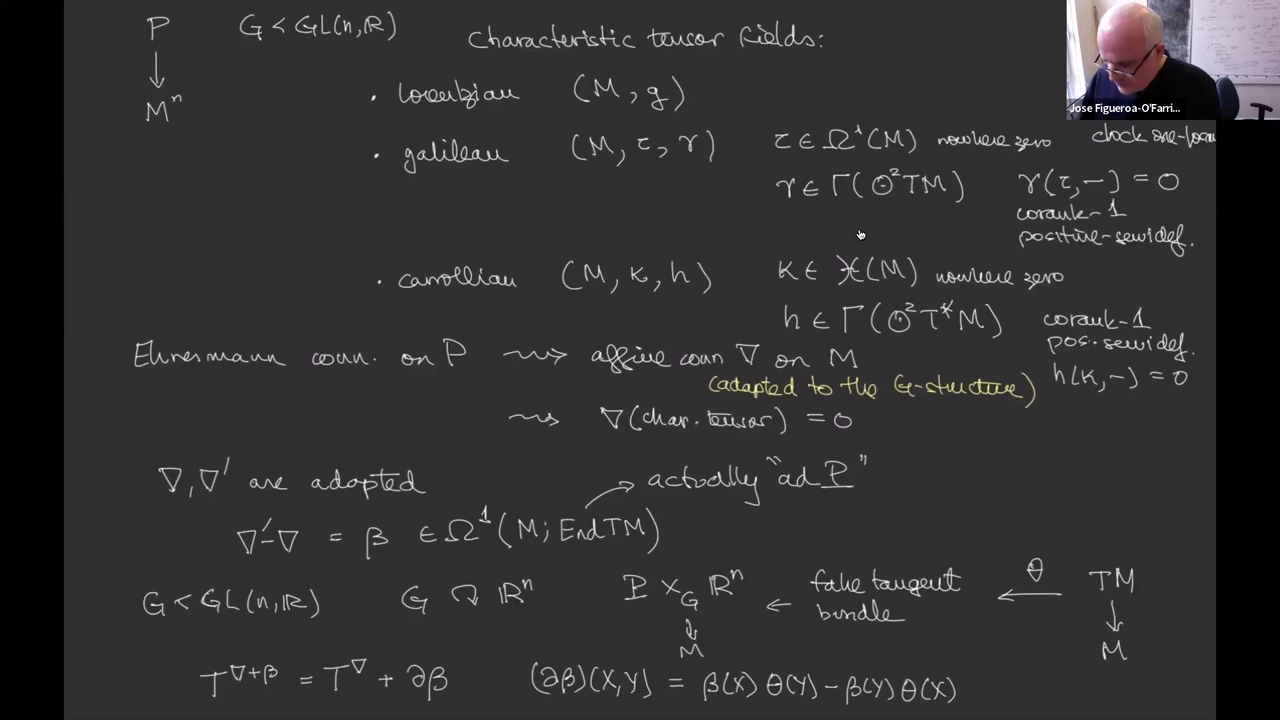 P G < GL(n,ℝ) Characteristic tensor fields:
↓
Mⁿ
· lorentzian (M, g)
· galilean (M, τ, γ) τ ∈ Ω¹(M) nowhere zero clock one-form
γ ∈ Γ(⊙²TM) γ(τ,−) = 0
corank-1
positive-semidef.
· carrollian (M, κ, h) κ ∈ 𝔛(M) nowhere zero
h ∈ Γ(⊙²T*M) corank-1
pos. semidef.
h(κ,−) = 0
Ehresmann conn. on P ⇝ affine conn ∇ on M
(adapted to the G-structure)
⇝ ∇(char. tensor) = 0
∇, ∇' are adapted
actually "ad P"
∇'−∇ = β ∈ Ω¹(M; End TM)
G < GL(n,ℝ) G ↷ ℝⁿ P ×_G ℝⁿ ← fake tangent bundle ←θ TM
↓ M ↓ M
T^{∇+β} = T^∇ + ∂β (∂β)(X,Y) = β(X)θ(Y) − β(Y)θ(X)
Jose Figueroa-O'Farri...